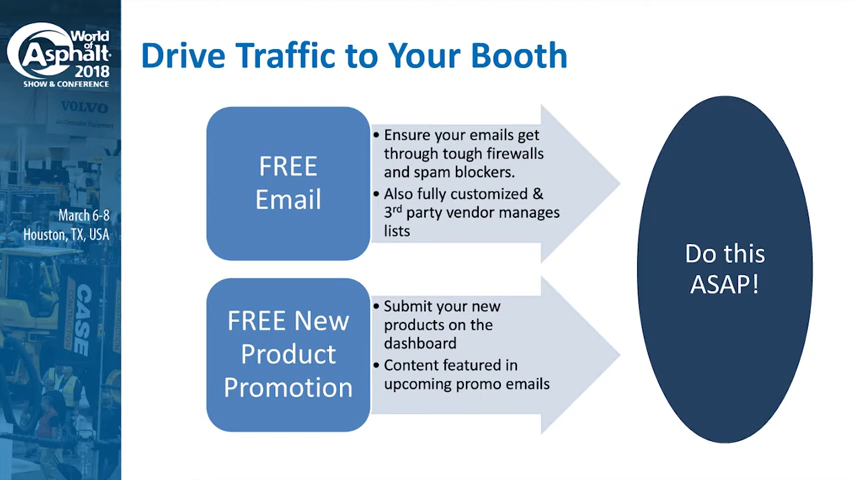 World
of
Asphalt
2018
SHOW & CONFERENCE
VOLVO
March 6-8
Houston, TX, USA
CASE
Drive Traffic to Your Booth
FREE
Email
• Ensure your emails get
through tough firewalls
and spam blockers.
• Also fully customized &
3rd party vendor manages
lists
FREE New
Product
Promotion
• Submit your new
products on the
dashboard
• Content featured in
upcoming promo emails
Do this
ASAP!